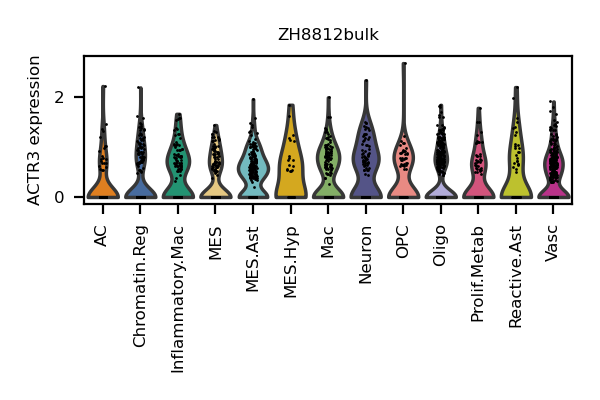 ZH8812bulk
ACTR3 expression
2
0
AC
Chromatin.Reg
Inflammatory.Mac
MES
MES.Ast
MES.Hyp
Mac
Neuron
OPC
Oligo
Prolif.Metab
Reactive.Ast
Vasc